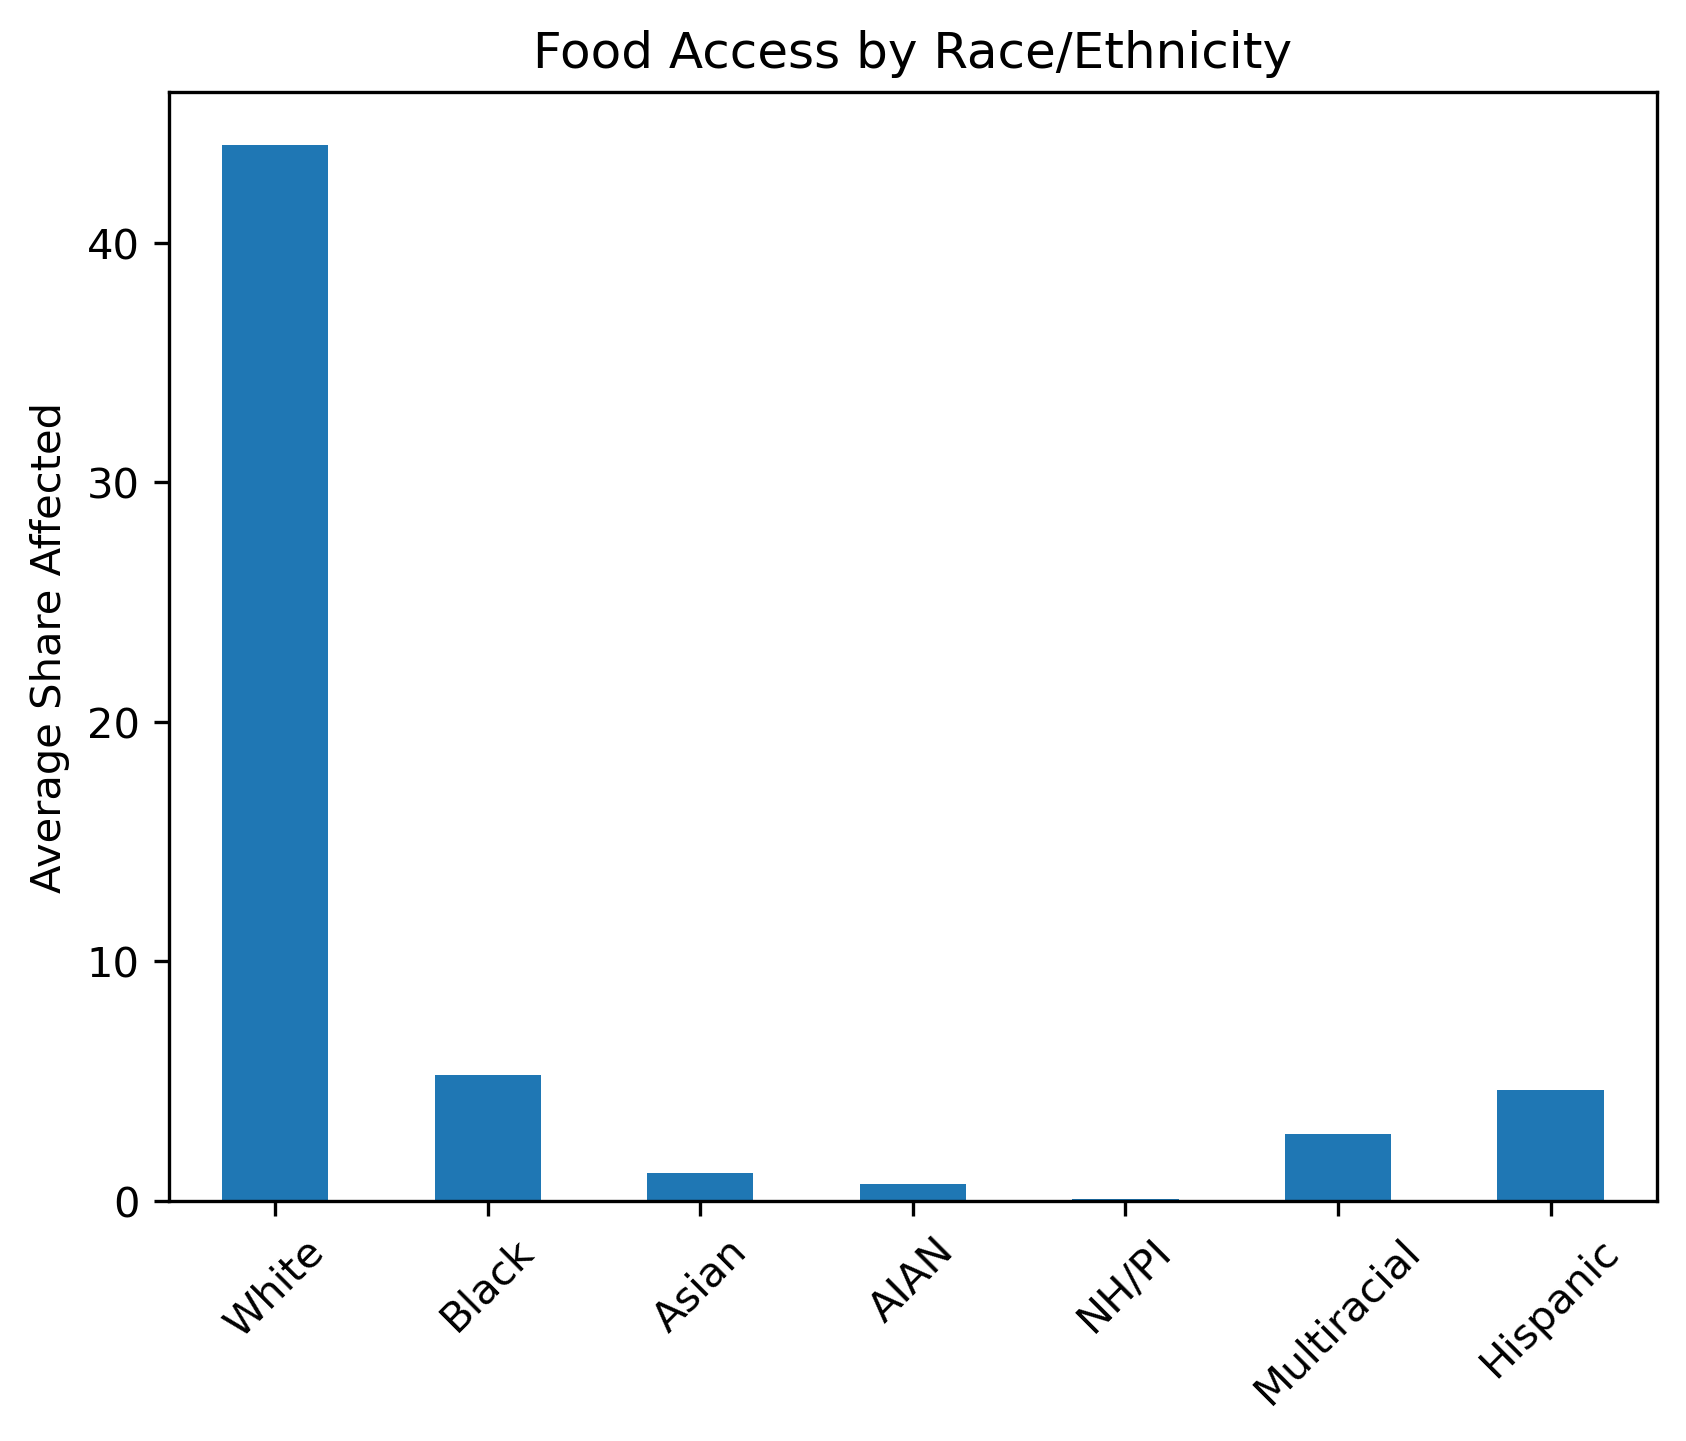 Food Access by Race/Ethnicity
Average Share Affected
40
30
20
10
0
White
Black
Asian
AIAN
NH/PI
Multiracial
Hispanic